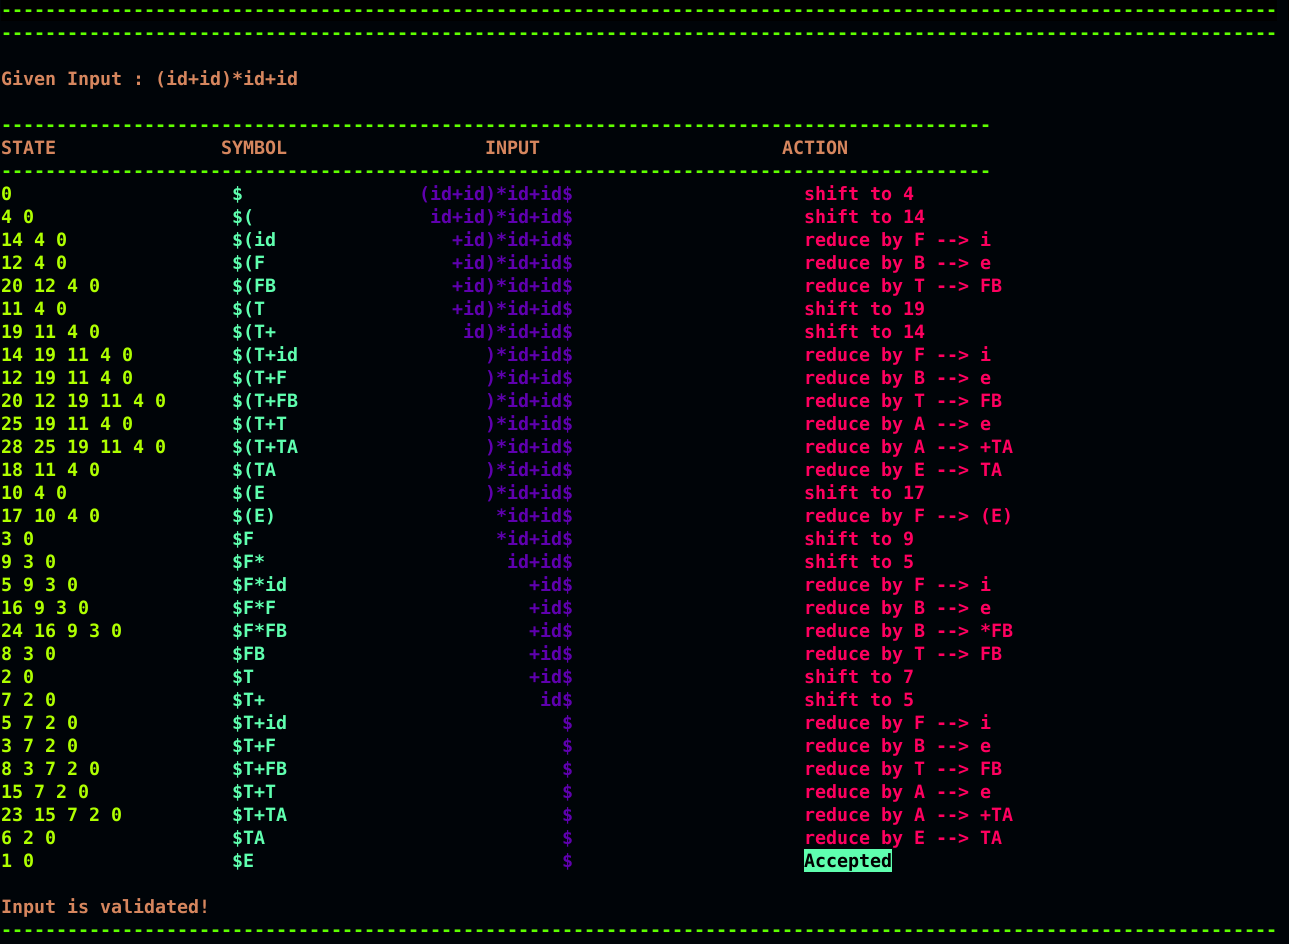 Given Input : (id+id)*id+id
STATE SYMBOL INPUT ACTION
0 $ (id+id)*id+id$ shift to 4
4 0 $( id+id)*id+id$ shift to 14
14 4 0 $(id +id)*id+id$ reduce by F --> i
12 4 0 $(F +id)*id+id$ reduce by B --> e
20 12 4 0 $(FB +id)*id+id$ reduce by T --> FB
11 4 0 $(T +id)*id+id$ shift to 19
19 11 4 0 $(T+ id)*id+id$ shift to 14
14 19 11 4 0 $(T+id )*id+id$ reduce by F --> i
12 19 11 4 0 $(T+F )*id+id$ reduce by B --> e
20 12 19 11 4 0 $(T+FB )*id+id$ reduce by T --> FB
25 19 11 4 0 $(T+T )*id+id$ reduce by A --> e
28 25 19 11 4 0 $(T+TA )*id+id$ reduce by A --> +TA
18 11 4 0 $(TA )*id+id$ reduce by E --> TA
10 4 0 $(E )*id+id$ shift to 17
17 10 4 0 $(E) *id+id$ reduce by F --> (E)
3 0 $F *id+id$ shift to 9
9 3 0 $F* id+id$ shift to 5
5 9 3 0 $F*id +id$ reduce by F --> i
16 9 3 0 $F*F +id$ reduce by B --> e
24 16 9 3 0 $F*FB +id$ reduce by B --> *FB
8 3 0 $FB +id$ reduce by T --> FB
2 0 $T +id$ shift to 7
7 2 0 $T+ id$ shift to 5
5 7 2 0 $T+id $ reduce by F --> i
3 7 2 0 $T+F $ reduce by B --> e
8 3 7 2 0 $T+FB $ reduce by T --> FB
15 7 2 0 $T+T $ reduce by A --> e
23 15 7 2 0 $T+TA $ reduce by A --> +TA
6 2 0 $TA $ reduce by E --> TA
1 0 $E $ Accepted
Input is validated!